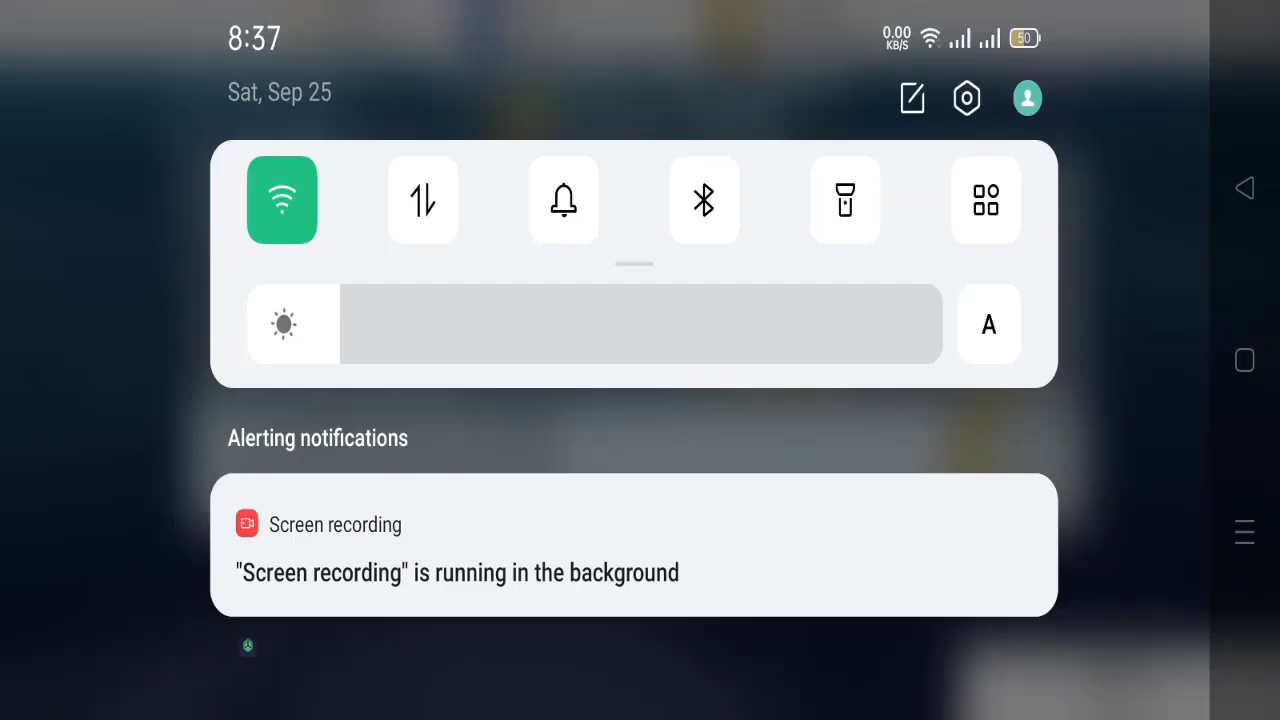 8:37
0.00 KB/S
50
Sat, Sep 25
A
Alerting notifications
Screen recording
"Screen recording" is running in the background